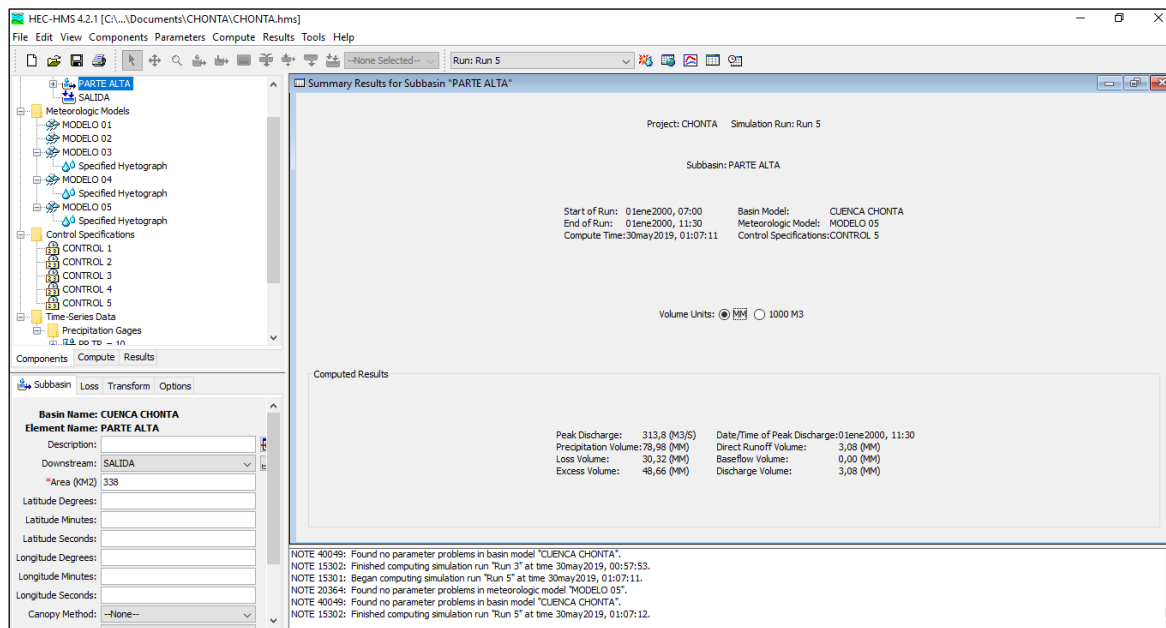 HEC-HMS 4.2.1 [C:\...\Documents\CHONTA\CHONTA.hms]
File Edit View Components Parameters Compute Results Tools Help
--None Selected-- Run: Run 5
PARTE ALTA
SALIDA
Meteorologic Models
MODELO 01
MODELO 02
MODELO 03
Specified Hyetograph
MODELO 04
Specified Hyetograph
MODELO 05
Specified Hyetograph
Control Specifications
CONTROL 1
CONTROL 2
CONTROL 3
CONTROL 4
CONTROL 5
Time-Series Data
Precipitation Gages
PP TR = 10
Components Compute Results
Subbasin Loss Transform Options
Basin Name: CUENCA CHONTA
Element Name: PARTE ALTA
Description:
Downstream: SALIDA
*Area (KM2) 338
Latitude Degrees:
Latitude Minutes:
Latitude Seconds:
Longitude Degrees:
Longitude Minutes:
Longitude Seconds:
Canopy Method: --None--
Summary Results for Subbasin "PARTE ALTA"
Project: CHONTA Simulation Run: Run 5
Subbasin: PARTE ALTA
Start of Run: 01ene2000, 07:00 Basin Model: CUENCA CHONTA
End of Run: 01ene2000, 11:30 Meteorologic Model: MODELO 05
Compute Time:30may2019, 01:07:11 Control Specifications:CONTROL 5
Volume Units: MM 1000 M3
Computed Results
Peak Discharge: 313,8 (M3/S) Date/Time of Peak Discharge:01ene2000, 11:30
Precipitation Volume:78,98 (MM) Direct Runoff Volume: 3,08 (MM)
Loss Volume: 30,32 (MM) Baseflow Volume: 0,00 (MM)
Excess Volume: 48,66 (MM) Discharge Volume: 3,08 (MM)
NOTE 40049: Found no parameter problems in basin model "CUENCA CHONTA".
NOTE 15302: Finished computing simulation run "Run 3" at time 30may2019, 00:57:53.
NOTE 15301: Began computing simulation run "Run 5" at time 30may2019, 01:07:11.
NOTE 20364: Found no parameter problems in meteorologic model "MODELO 05".
NOTE 40049: Found no parameter problems in basin model "CUENCA CHONTA".
NOTE 15302: Finished computing simulation run "Run 5" at time 30may2019, 01:07:12.